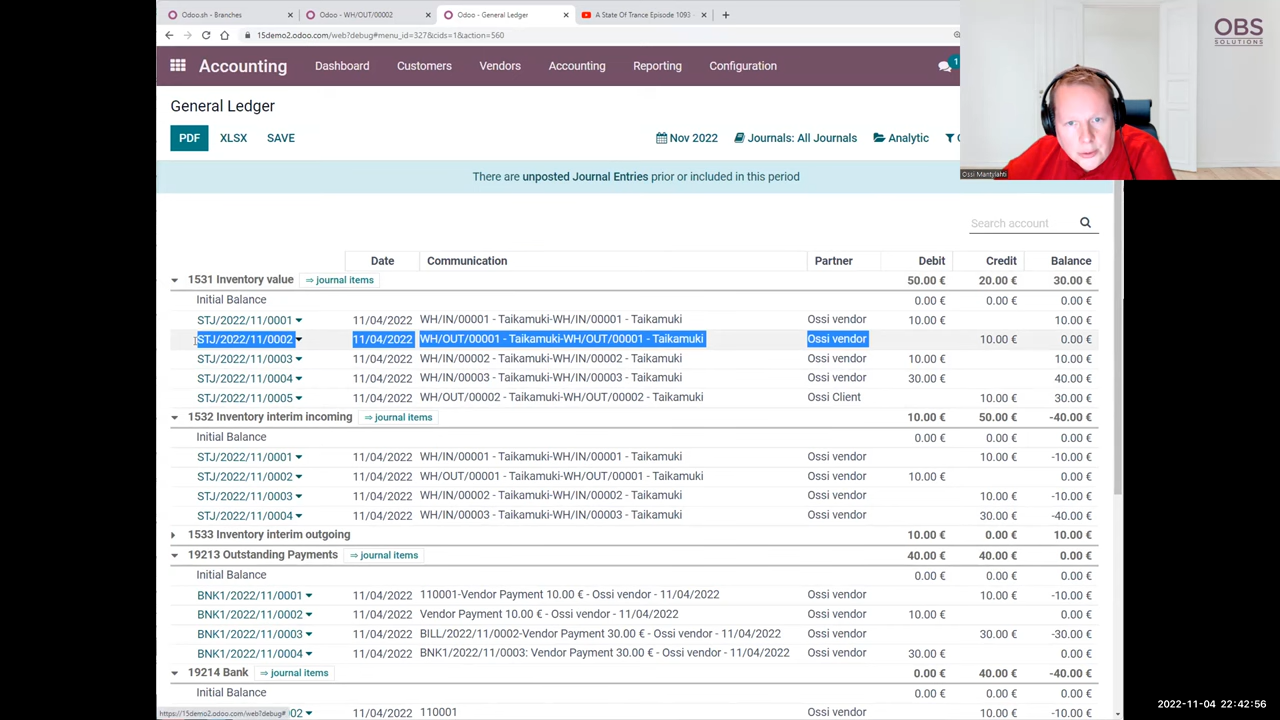 Odoo.sh - Branches
Odoo - WH/OUT/00002
Odoo - General Ledger
A State Of Trance Episode 1093
15demo2.odoo.com/web?debug#menu_id=327&cids=1&action=560
OBS
SOLUTIONS
Accounting Dashboard Customers Vendors Accounting Reporting Configuration 1
General Ledger
PDF XLSX SAVE Nov 2022 Journals: All Journals Analytic
Ossi Mantylahti
There are unposted Journal Entries prior or included in this period
Search account
Date Communication Partner Debit Credit Balance
1531 Inventory value ⇒ journal items 50.00 € 20.00 € 30.00 €
Initial Balance 0.00 € 0.00 € 0.00 €
STJ/2022/11/0001 11/04/2022 WH/IN/00001 - Taikamuki-WH/IN/00001 - Taikamuki Ossi vendor 10.00 € 10.00 €
STJ/2022/11/0002 11/04/2022 WH/OUT/00001 - Taikamuki-WH/OUT/00001 - Taikamuki Ossi vendor 10.00 € 0.00 €
STJ/2022/11/0003 11/04/2022 WH/IN/00002 - Taikamuki-WH/IN/00002 - Taikamuki Ossi vendor 10.00 € 10.00 €
STJ/2022/11/0004 11/04/2022 WH/IN/00003 - Taikamuki-WH/IN/00003 - Taikamuki Ossi vendor 30.00 € 40.00 €
STJ/2022/11/0005 11/04/2022 WH/OUT/00002 - Taikamuki-WH/OUT/00002 - Taikamuki Ossi Client 10.00 € 30.00 €
1532 Inventory interim incoming ⇒ journal items 10.00 € 50.00 € -40.00 €
Initial Balance 0.00 € 0.00 € 0.00 €
STJ/2022/11/0001 11/04/2022 WH/IN/00001 - Taikamuki-WH/IN/00001 - Taikamuki Ossi vendor 10.00 € -10.00 €
STJ/2022/11/0002 11/04/2022 WH/OUT/00001 - Taikamuki-WH/OUT/00001 - Taikamuki Ossi vendor 10.00 € 0.00 €
STJ/2022/11/0003 11/04/2022 WH/IN/00002 - Taikamuki-WH/IN/00002 - Taikamuki Ossi vendor 10.00 € -10.00 €
STJ/2022/11/0004 11/04/2022 WH/IN/00003 - Taikamuki-WH/IN/00003 - Taikamuki Ossi vendor 30.00 € -40.00 €
1533 Inventory interim outgoing 10.00 € 0.00 € 10.00 €
19213 Outstanding Payments ⇒ journal items 40.00 € 40.00 € 0.00 €
Initial Balance 0.00 € 0.00 € 0.00 €
BNK1/2022/11/0001 11/04/2022 110001-Vendor Payment 10.00 € - Ossi vendor - 11/04/2022 Ossi vendor 10.00 € -10.00 €
BNK1/2022/11/0002 11/04/2022 Vendor Payment 10.00 € - Ossi vendor - 11/04/2022 Ossi vendor 10.00 € 0.00 €
BNK1/2022/11/0003 11/04/2022 BILL/2022/11/0002-Vendor Payment 30.00 € - Ossi vendor - 11/04/2022 Ossi vendor 30.00 € -30.00 €
BNK1/2022/11/0004 11/04/2022 BNK1/2022/11/0003: Vendor Payment 30.00 € - Ossi vendor - 11/04/2022 Ossi vendor 30.00 € 0.00 €
19214 Bank ⇒ journal items 0.00 € 40.00 € -40.00 €
Initial Balance 0.00 € 0.00 € 0.00 €
02 11/04/2022 110001 Ossi vendor 10.00 € -10.00 €
https://15demo2.odoo.com/web?debug#
2022-11-04 22:42:56